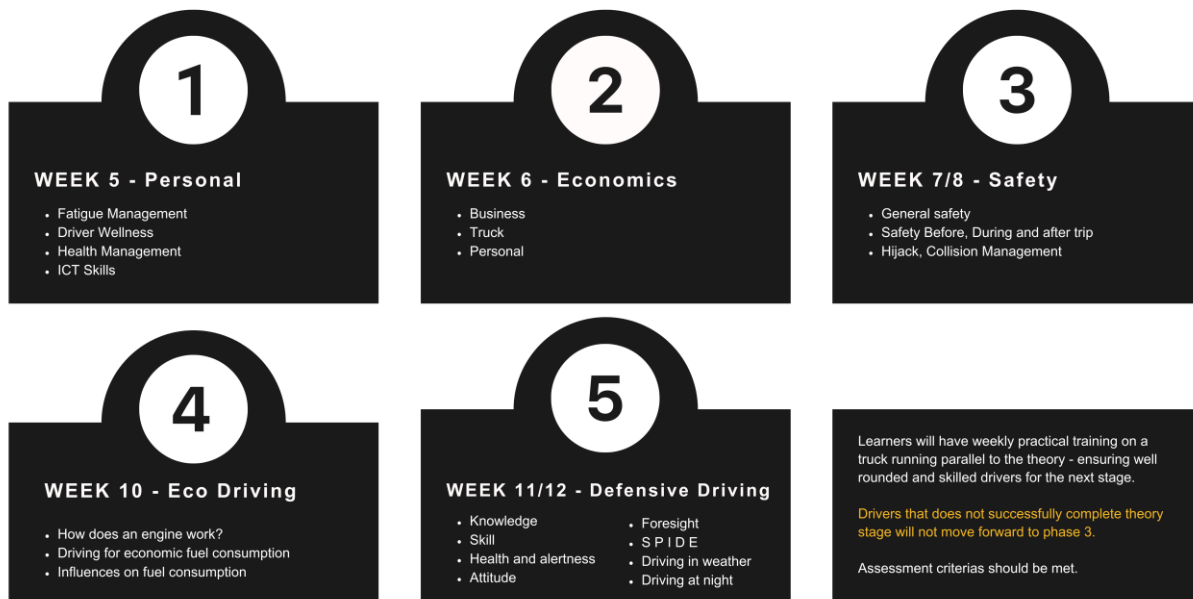 1
WEEK 5 - Personal
Fatigue Management
Driver Wellness
Health Management
ICT Skills
2
WEEK 6 - Economics
Business
Truck
Personal
3
WEEK 7/8 - Safety
General safety
Safety Before, During and after trip
Hijack, Collision Management
4
WEEK 10 - Eco Driving
How does an engine work?
Driving for economic fuel consumption
Influences on fuel consumption
5
WEEK 11/12 - Defensive Driving
Knowledge
Skill
Health and alertness
Attitude
Foresight
S P I D E
Driving in weather
Driving at night
Learners will have weekly practical training on a
truck running parallel to the theory - ensuring well
rounded and skilled drivers for the next stage.
Drivers that does not successfully complete theory
stage will not move forward to phase 3.
Assessment criterias should be met.